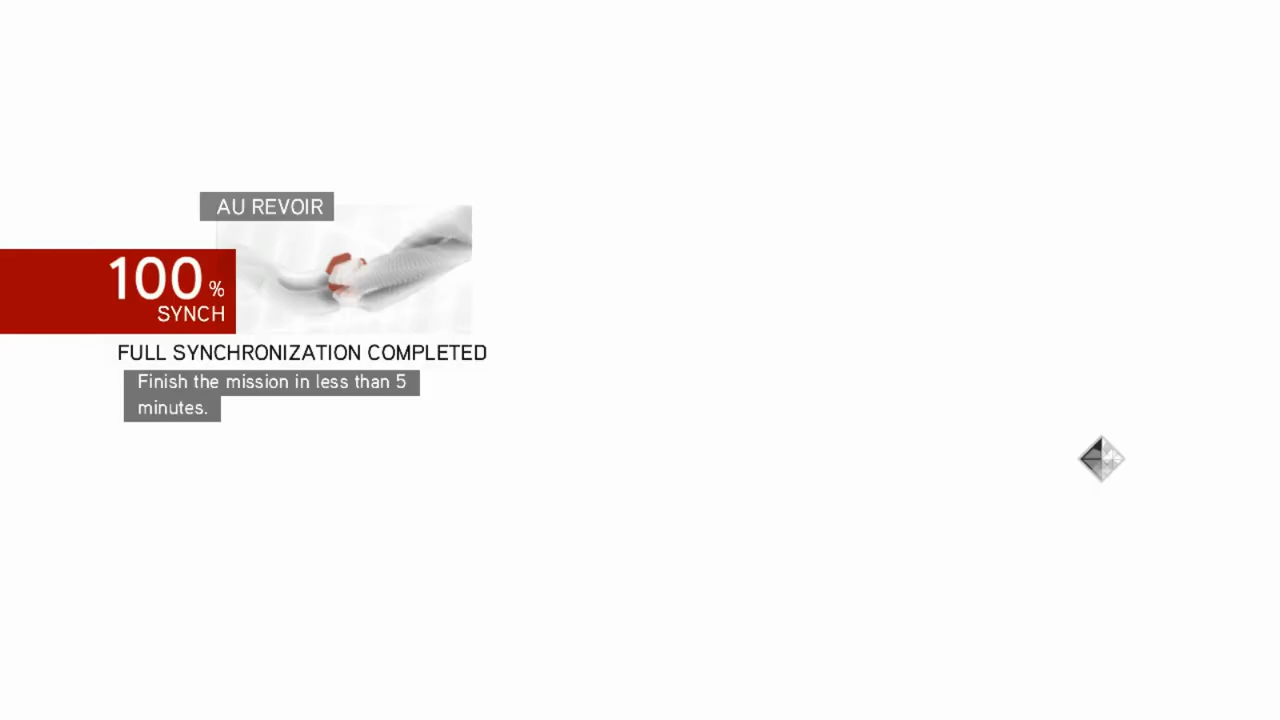 AU REVOIR
100 %
SYNCH
FULL SYNCHRONIZATION COMPLETED
Finish the mission in less than 5
minutes.